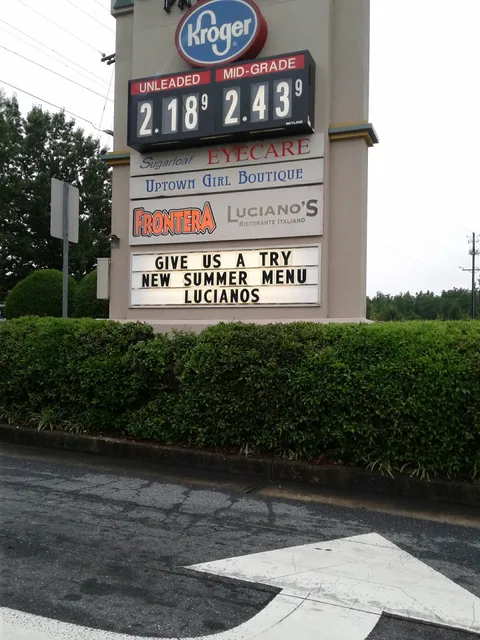 Kroger
UNLEADED MID-GRADE
2.189 2.439
SKYLINE
Sugarloaf EYECARE
UPTOWN GIRL BOUTIQUE
FRONTERA LUCIANO'S
RISTORANTE ITALIANO
GIVE US A TRY
NEW SUMMER MENU
LUCIANOS